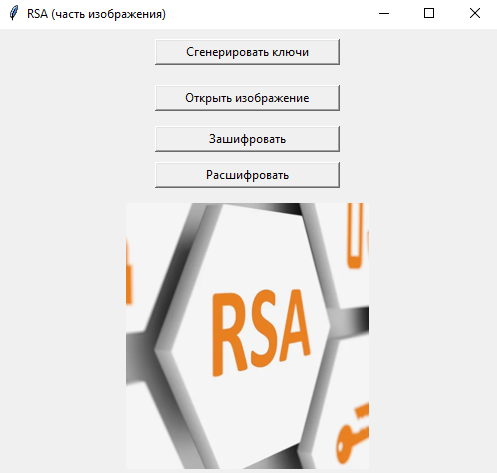 RSA (часть изображения)
Сгенерировать ключи
Открыть изображение
Зашифровать
Расшифровать
RSA